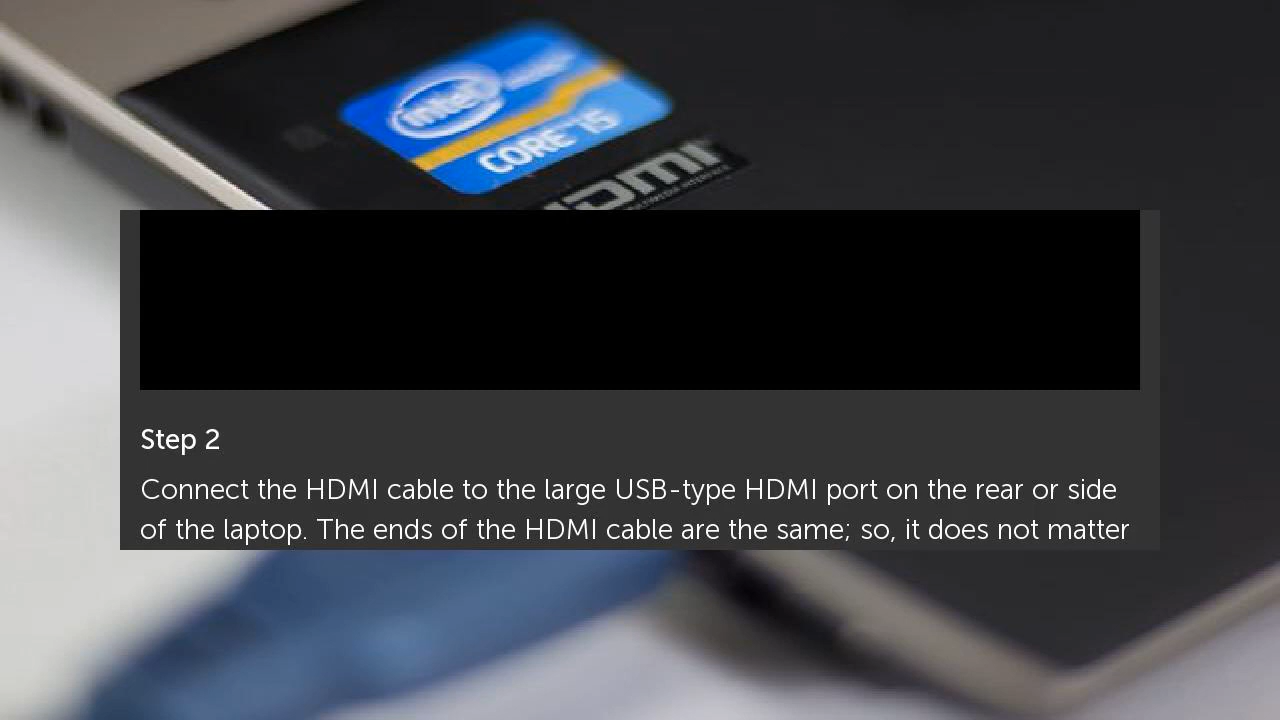 intel
CORE i5
HDMI
Step 2
Connect the HDMI cable to the large USB-type HDMI port on the rear or side
of the laptop. The ends of the HDMI cable are the same; so, it does not matter